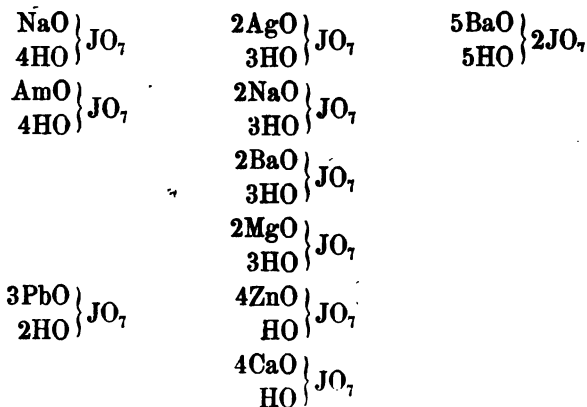 NaO 4HO } JO₇ 2AgO 3HO } JO₇ 5BaO 5HO } 2JO₇
AmO 4HO } JO₇ 2NaO 3HO } JO₇
2BaO 3HO } JO₇
2MgO 3HO } JO₇
3PbO 2HO } JO₇ 4ZnO HO } JO₇
4CaO HO } JO₇